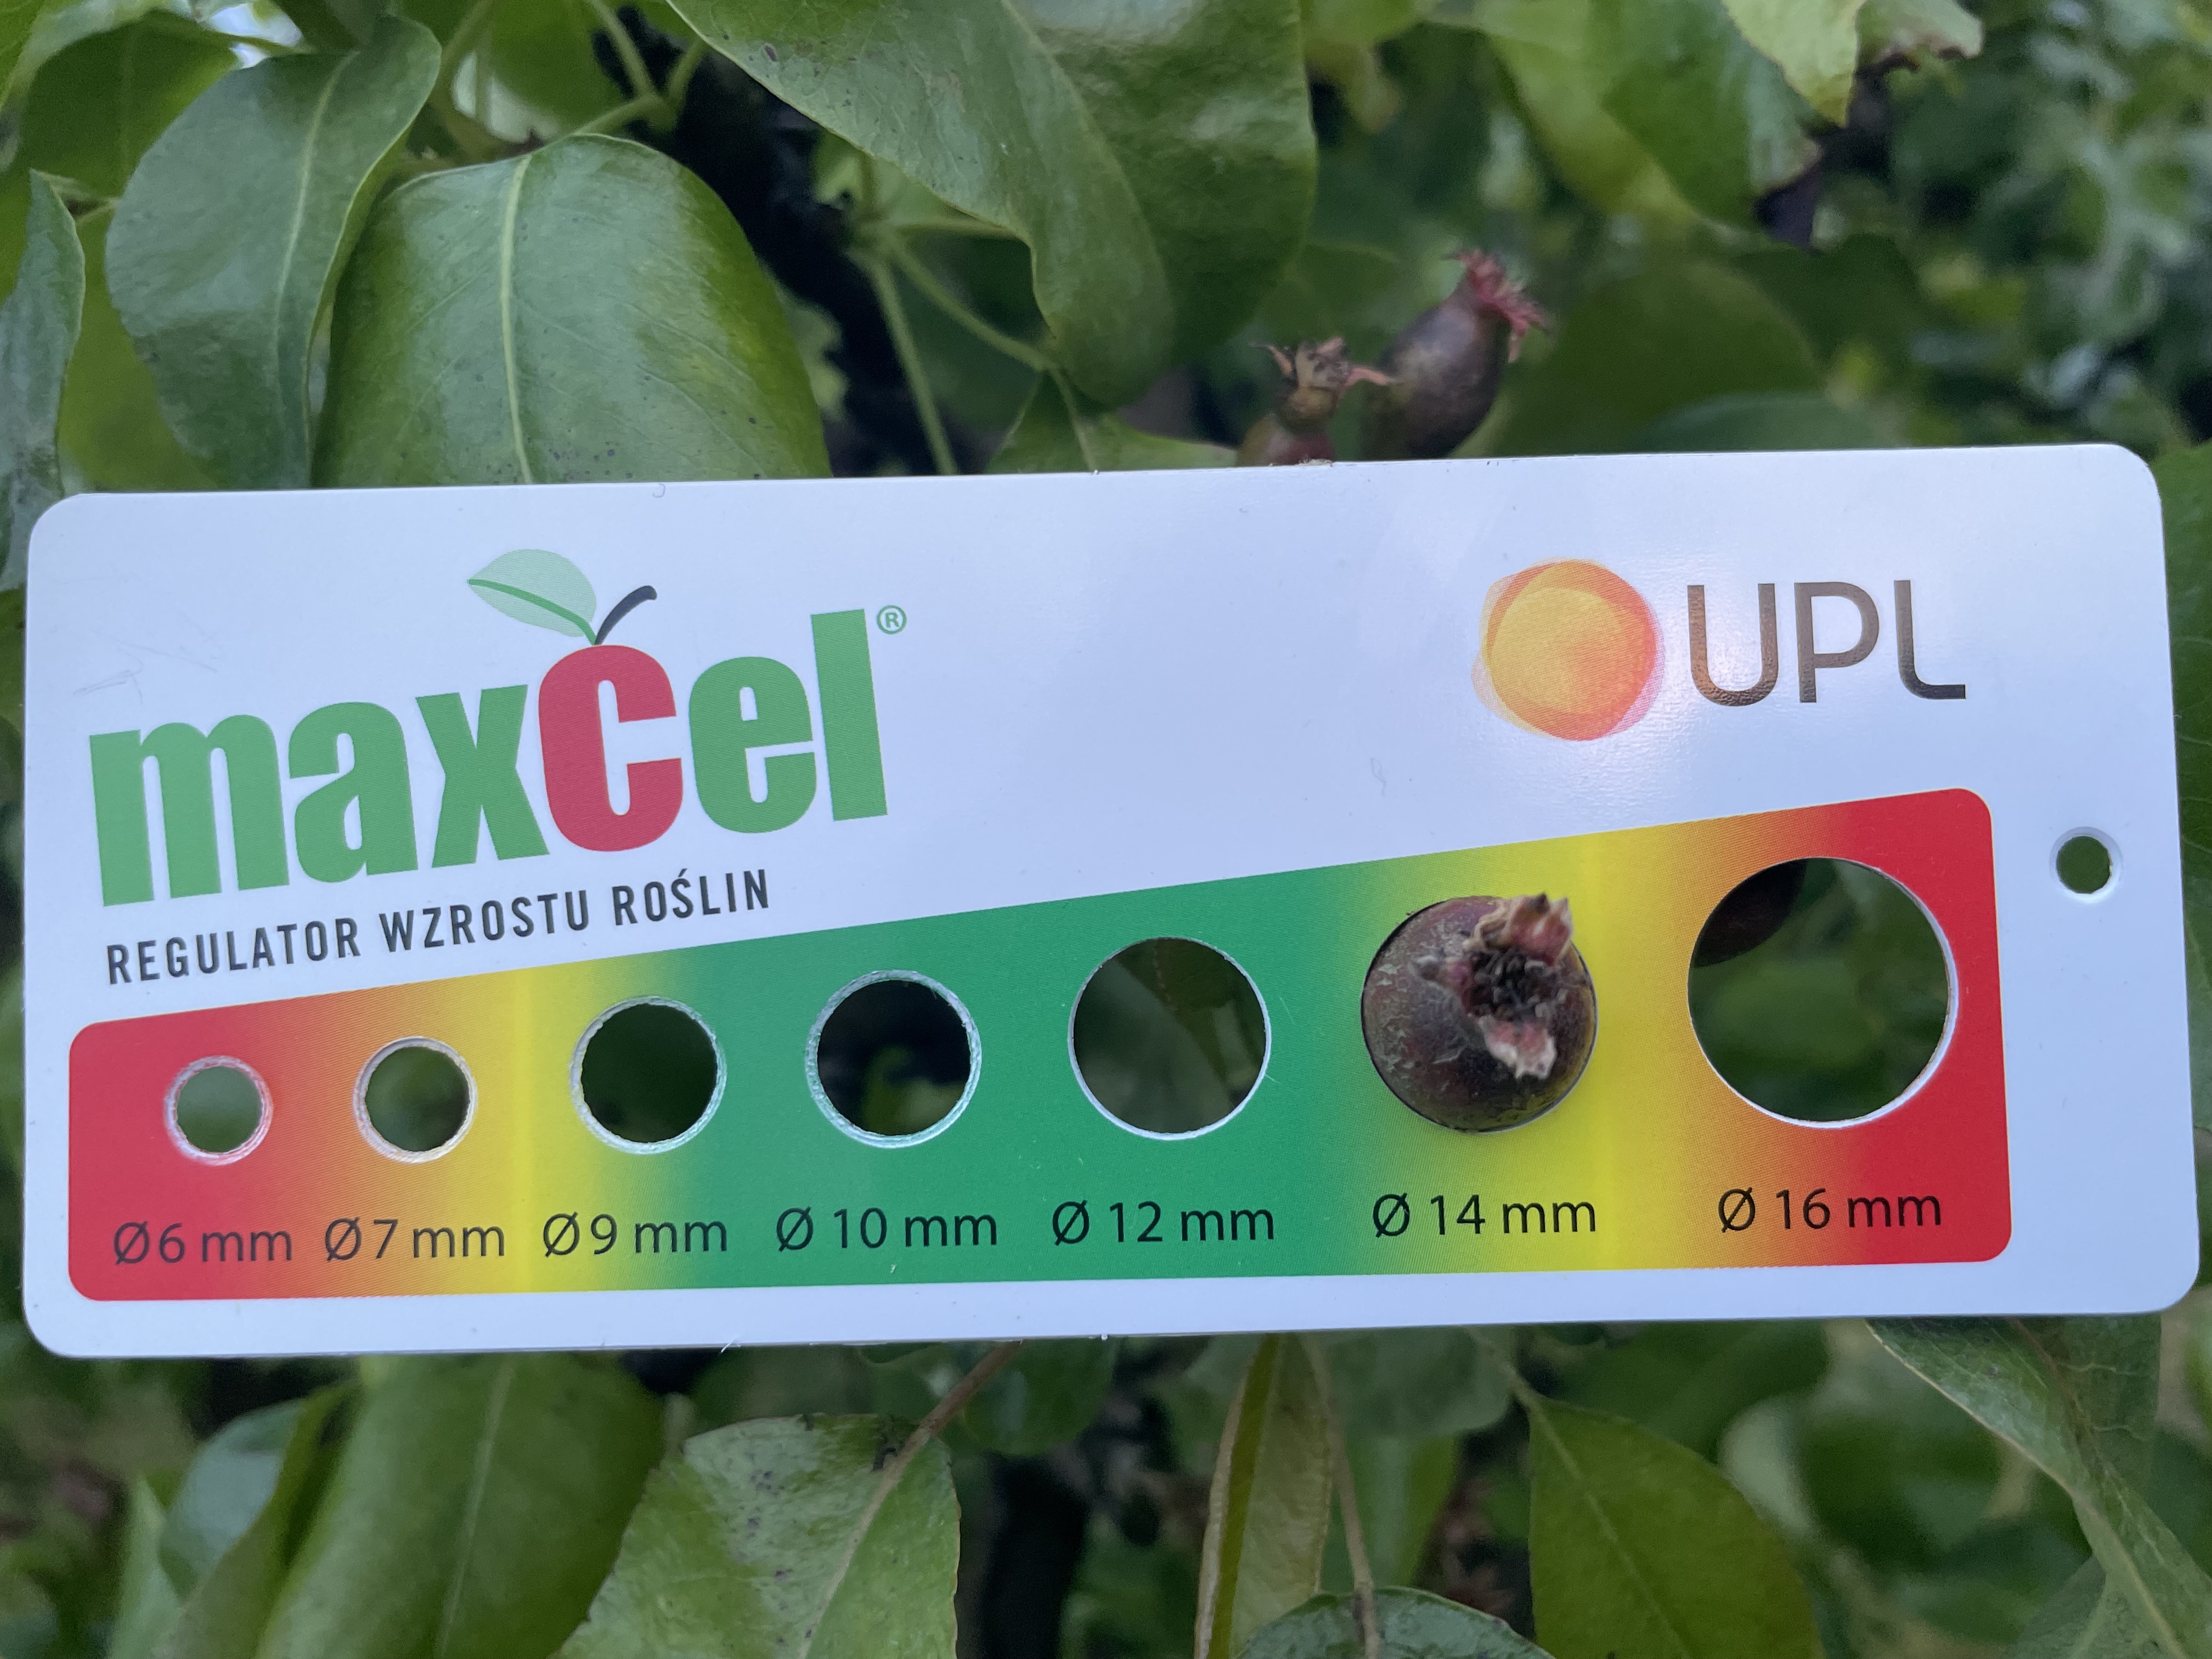 maxcel®
UPL
REGULATOR WZROSTU ROŚLIN
Ø6 mm Ø7 mm Ø9 mm Ø 10 mm Ø 12 mm Ø 14 mm Ø 16 mm